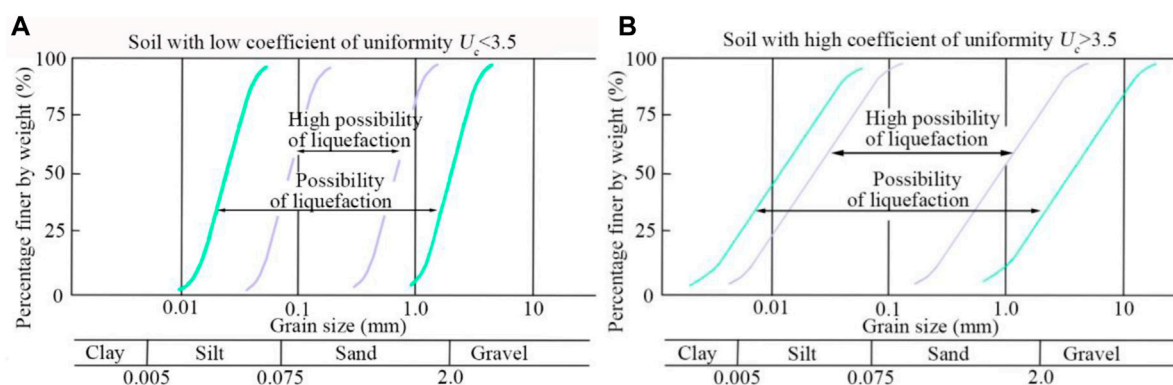 A
Soil with low coefficient of uniformity Uc<3.5
Percentage finer by weight (%)
100
75
50
25
0
High possibility
of liquefaction
Possibility
of liquefaction
0.01
0.1
1.0
10
Grain size (mm)
Clay
Silt
Sand
Gravel
0.005
0.075
2.0
B
Soil with high coefficient of uniformity Uc>3.5
Percentage finer by weight (%)
100
75
50
25
0
High possibility
of liquefaction
Possibility
of liquefaction
0.01
0.1
1.0
10
Grain size (mm)
Clay
Silt
Sand
Gravel
0.005
0.075
2.0